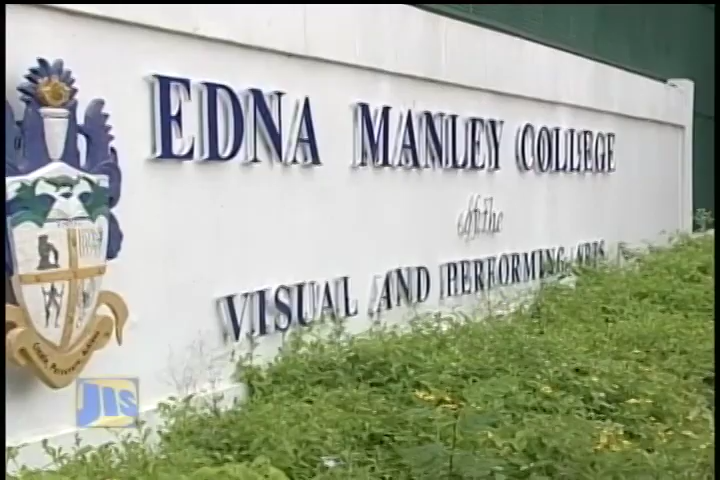 EDNA MANLEY COLLEGE
of the
VISUAL AND PERFORMING ARTS
JIS